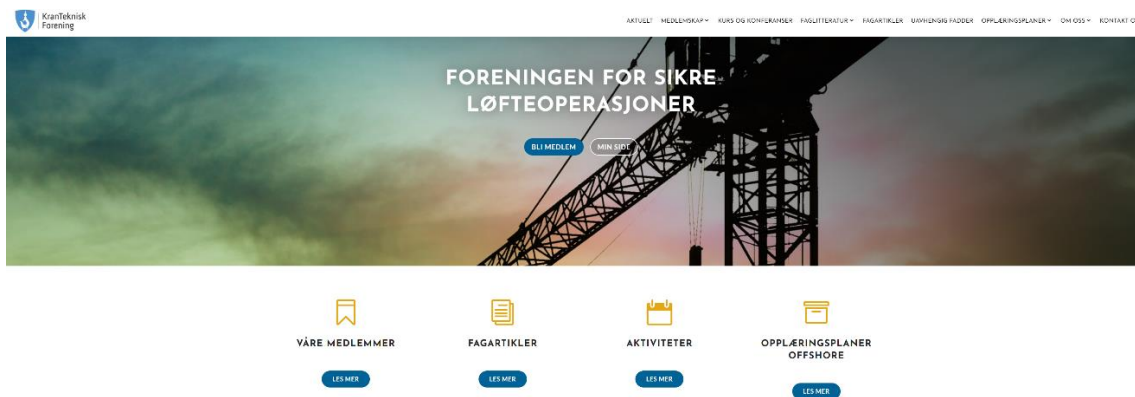 KranTeknisk
Forening
AKTUELT MEDLEMSKAP KURS OG KONFERANSER FAGLITTERATUR FAGARTIKLER UAVHENGIG FADDER OPPLÆRINGSPLANER OM OSS KONTAKT O
FORENINGEN FOR SIKRE
LØFTEOPERASJONER
BLI MEDLEM MIN SIDE
VÅRE MEDLEMMER FAGARTIKLER AKTIVITETER OPPLÆRINGSPLANER
OFFSHORE
LES MER LES MER LES MER LES MER